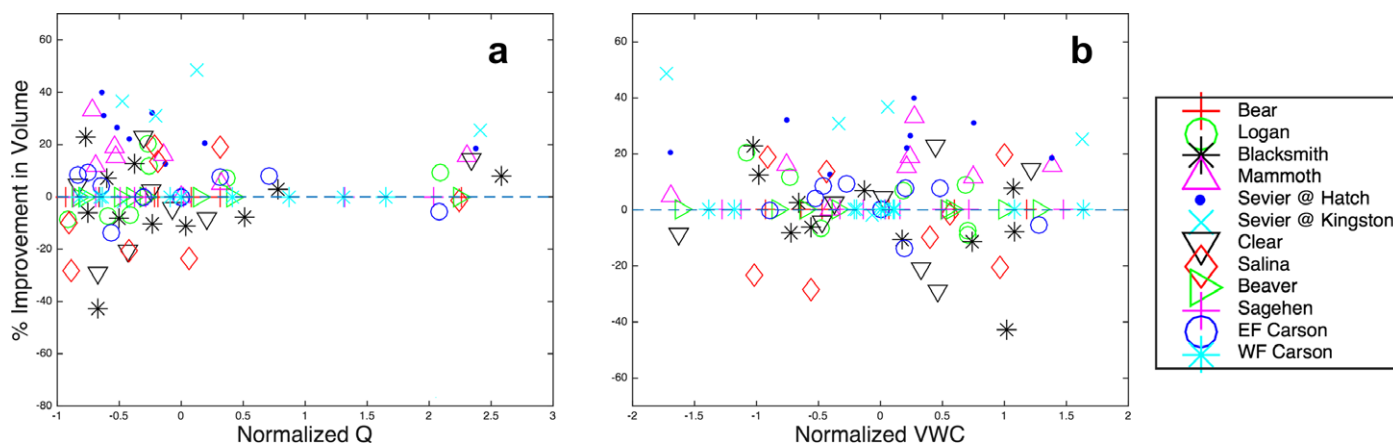 a
60
40
20
0
-20
-40
-60
-80
-1
-0.5
0
0.5
1
1.5
2
2.5
3
% Improvement in Volume
Normalized Q
b
60
40
20
0
-20
-40
-60
-2
-1.5
-1
-0.5
0
0.5
1
1.5
2
Normalized VWC
Bear
Logan
Blacksmith
Mammoth
Sevier @ Hatch
Sevier @ Kingston
Clear
Salina
Beaver
Sagehen
EF Carson
WF Carson